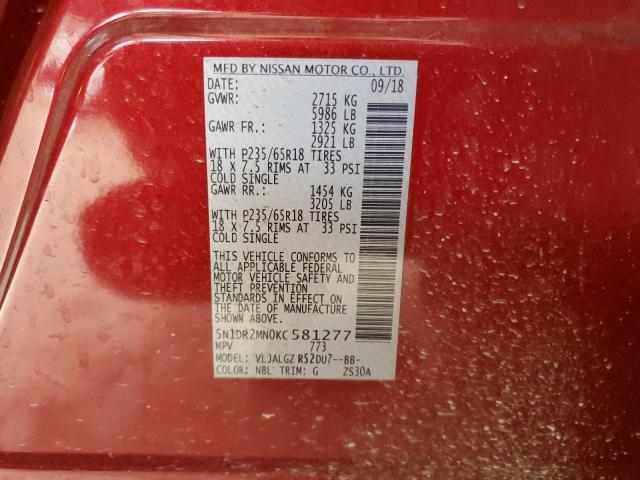 MFD BY NISSAN MOTOR CO., LTD.
DATE: 09/18
GVWR: 2715 KG
5986 LB
GAWR FR.: 1325 KG
2921 LB
WITH P235/65R18 TIRES
18 X 7.5 RIMS AT 33 PSI
COLD SINGLE
GAWR RR.: 1454 KG
3205 LB
WITH P235/65R18 TIRES
18 X 7.5 RIMS AT 33 PSI
COLD SINGLE
THIS VEHICLE CONFORMS TO
ALL APPLICABLE FEDERAL
MOTOR VEHICLE SAFETY AND
THEFT PREVENTION
STANDARDS IN EFFECT ON
THE DATE OF MANUFACTURE
SHOWN ABOVE.
5N1DR2MN0KC581277
MPV 773
MODEL: VLJALGZ R52DU7--BB-
COLOR: NBL TRIM: G ZS30A